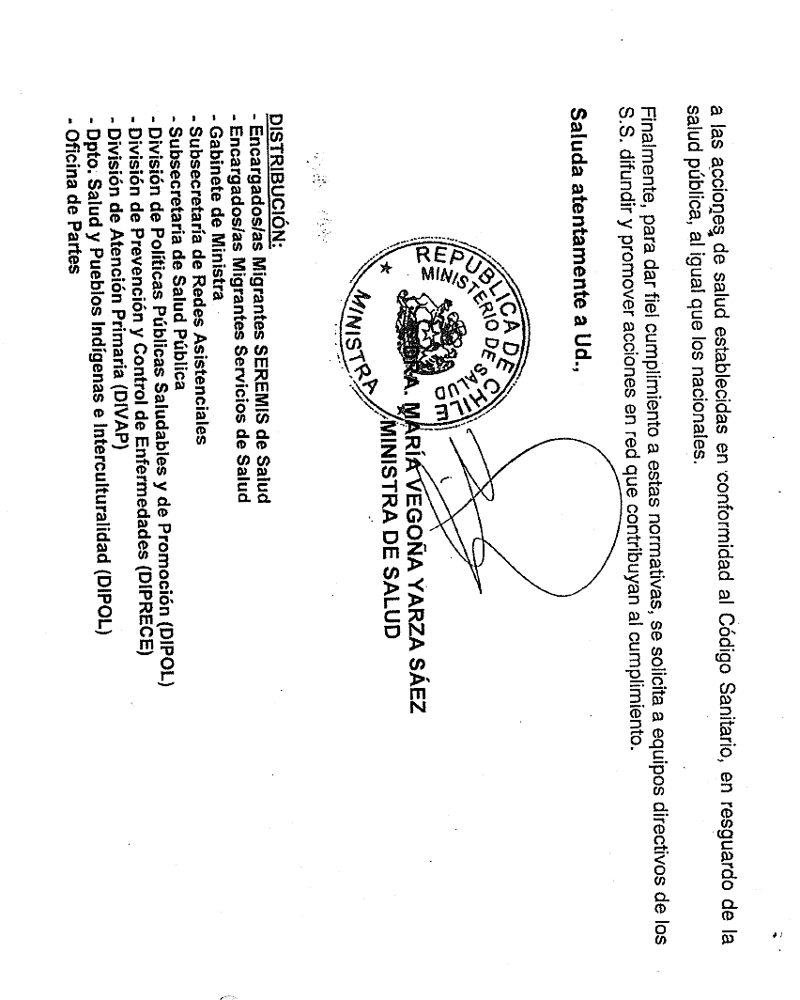 a las acciones de salud establecidas en conformidad al Código Sanitario, en resguardo de la
salud pública, al igual que los nacionales.
Finalmente, para dar fiel cumplimiento a estas normativas, se solicita a equipos directivos de los
S.S. difundir y promover acciones en red que contribuyan al cumplimiento.
Saluda atentamente a Ud.,
REPUBLICA DE CHILE
MINISTERIO DE SALUD
MINISTRA
DRA. MARÍA VEGOÑA YARZA SÁEZ
MINISTRA DE SALUD
DISTRIBUCIÓN:
- Encargados/as Migrantes SEREMIS de Salud
- Encargados/as Migrantes Servicios de Salud
- Gabinete de Ministra
- Subsecretaría de Redes Asistenciales
- Subsecretaria de Salud Pública
- División de Políticas Públicas Saludables y de Promoción (DIPOL)
- División de Prevención y Control de Enfermedades (DIPRECE)
- División de Atención Primaria (DIVAP)
- Dpto. Salud y Pueblos Indígenas e Interculturalidad (DIPOL)
- Oficina de Partes